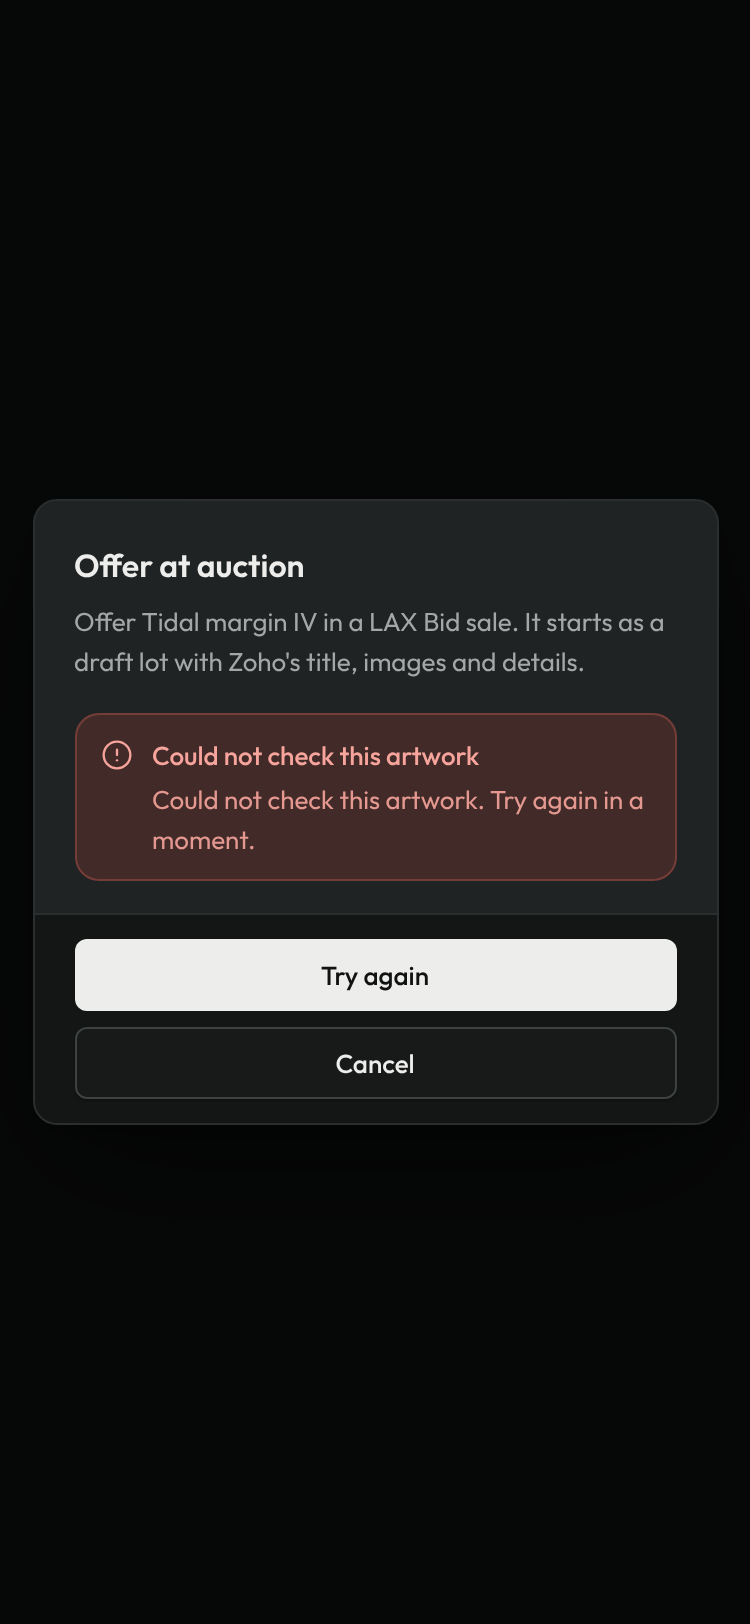 Offer at auction
Offer Tidal margin IV in a LAX Bid sale. It starts as a
draft lot with Zoho's title, images and details.
Could not check this artwork
Could not check this artwork. Try again in a
moment.
Try again
Cancel